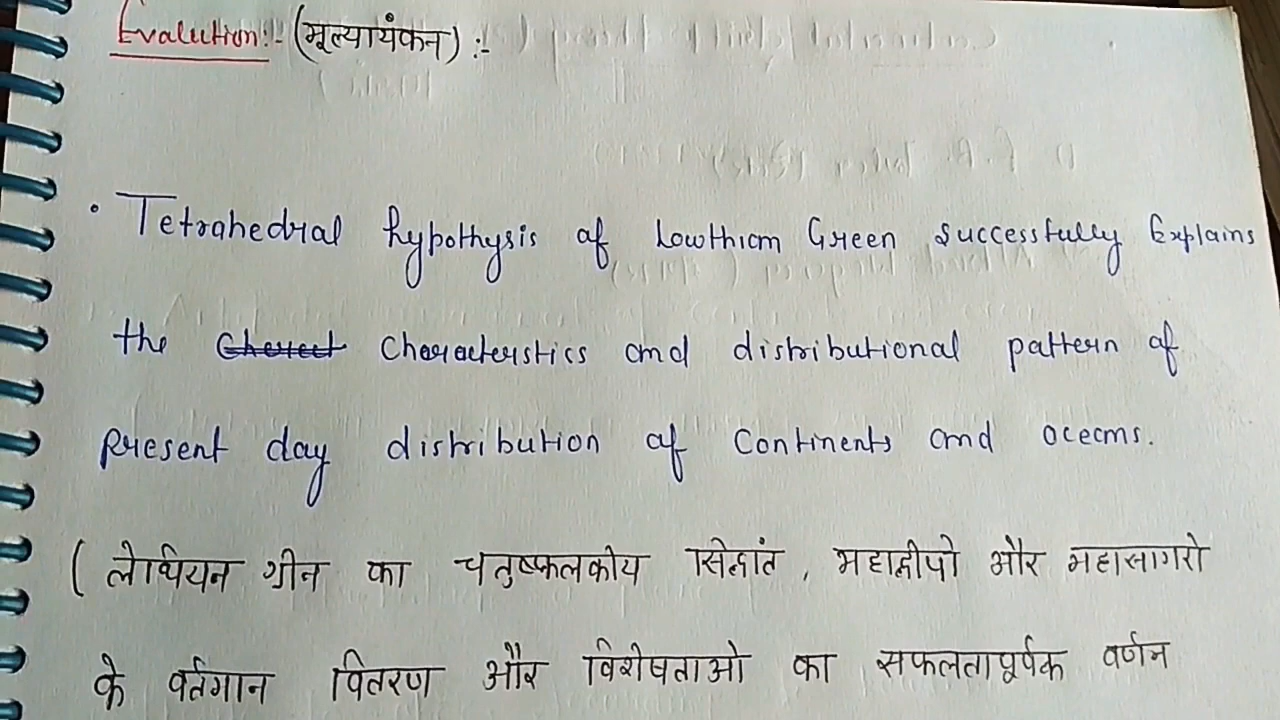 Evalution:- (मूल्यायंकन) :-
• Tetrahedral hypothysis of Lowthian Green successfully Explains
the Cherect Characteristics and distributional pattern of
present day distribution of Continents and oceans.
( लोथियन ग्रीन का चतुष्फलकीय सिद्धांत , महाद्वीपो और महासागरो
के वर्तमान वितरण और विशेषताओ का सफलतापूर्वक वर्णन